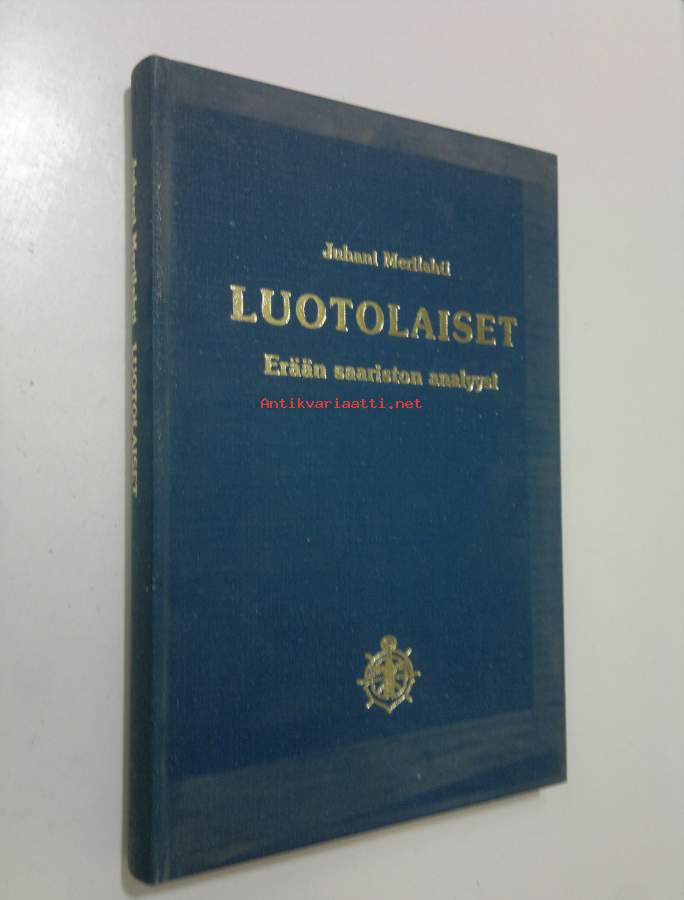 Juhani Merilahti
LUOTOLAISET
Erään saariston analyysi
Antikvariaatti.net
Juhani Merilahti LUOTOLAISET